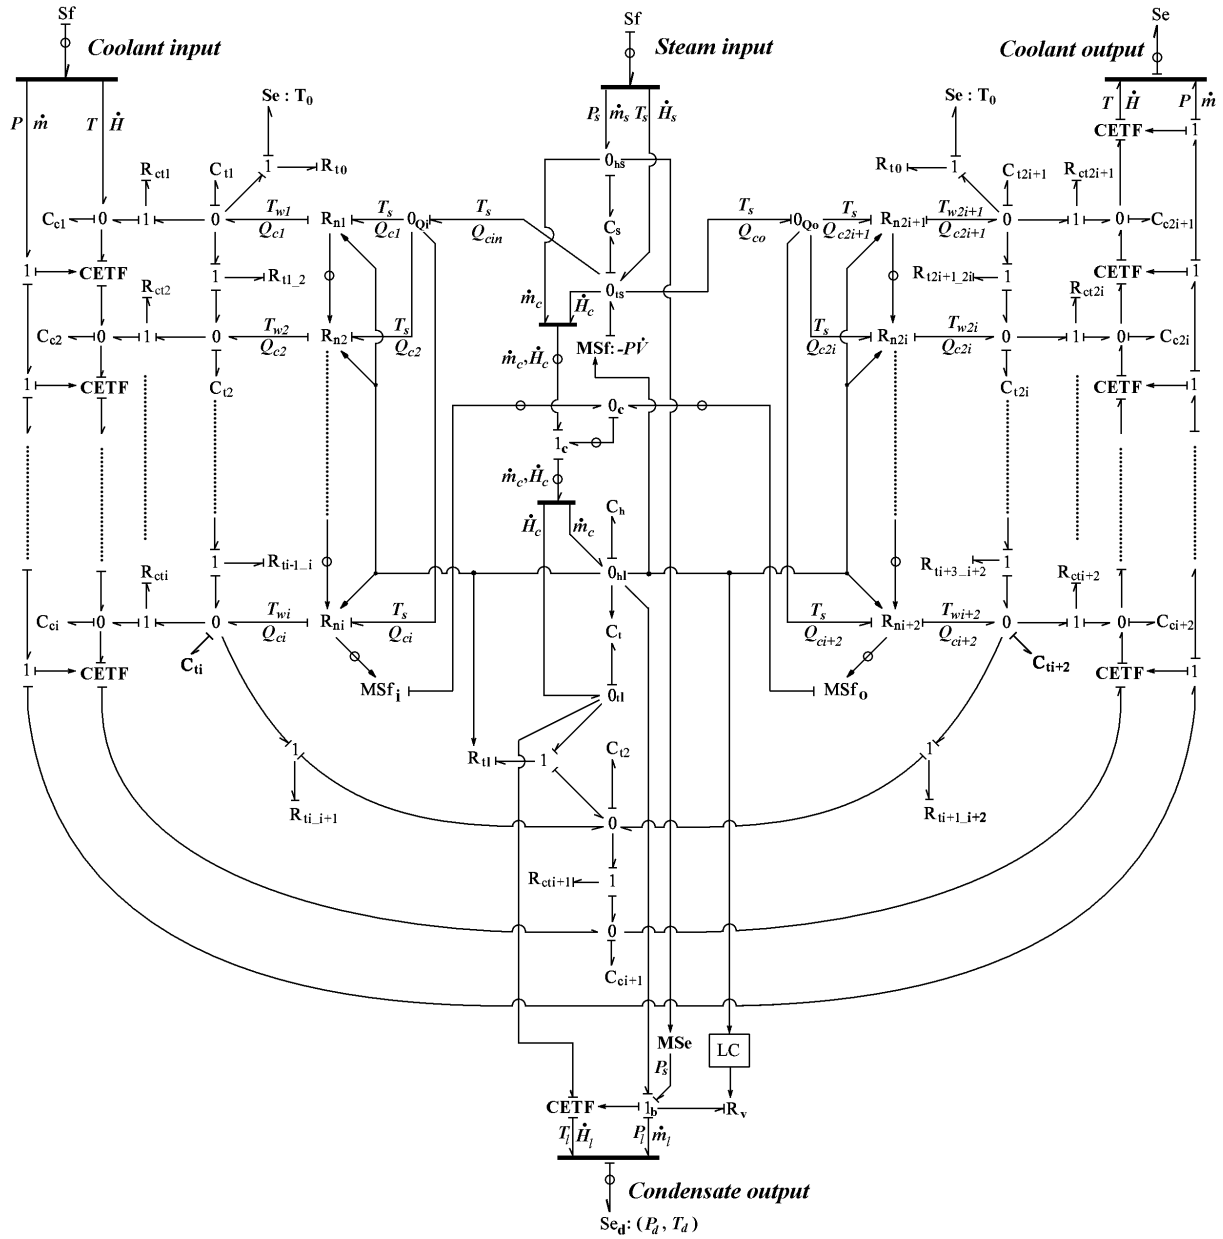 Sf Sf Se
Coolant input Steam input Coolant output
P ṁ T Ḣ Se : T0 Ps ṁs Ts Ḣs Se : T0 T Ḣ P ṁ
CETF 1
0hs
Rct1 Ct1 1 Rt0 Rt0 1 Ct2i+1 Rct2i+1
Cc1 0 1 0 Tw1 Qc1 Rn1 Ts Qc1 0Qi Ts Qcin Cs Ts Qco 0Qo Ts Qc2i+1 Rn2i+1 Tw2i+1 Qc2i+1 0 1 0 Cc2i+1
1 CETF 1 Rt1_2 0ts Rt2i+1_2i 1 CETF 1
Rct2 ṁc Ḣc Rct2i
Cc2 0 1 0 Tw2 Qc2 Rn2 Ts Qc2 MSf:-PV̇ Ts Qc2i Rn2i Tw2i Qc2i 0 1 0 Cc2i
ṁc,Ḣc
1 CETF Ct2 Ct2i CETF 1
0c
1c
ṁc,Ḣc
Ḣc ṁc Ch
1 Rti-1_i 0hl Rti+3_i+2 1
Rcti Rcti+2
Cci 0 1 0 Twi Qci Rni Ts Qci Ct Ts Qci+2 Rni+2 Twi+2 Qci+2 0 1 0 Cci+2
1 CETF Cti Cti+2 CETF 1
MSfi 0tl MSfo
1 Rtl 1 Ct2 1
Rti_i+1 0 Rti+1_i+2
Rcti+1 1
0
Cci+1
MSe LC
Ps
CETF 1b Rv
Tl Ḣl Pl ṁl
Condensate output
Sed: (Pd , Td )